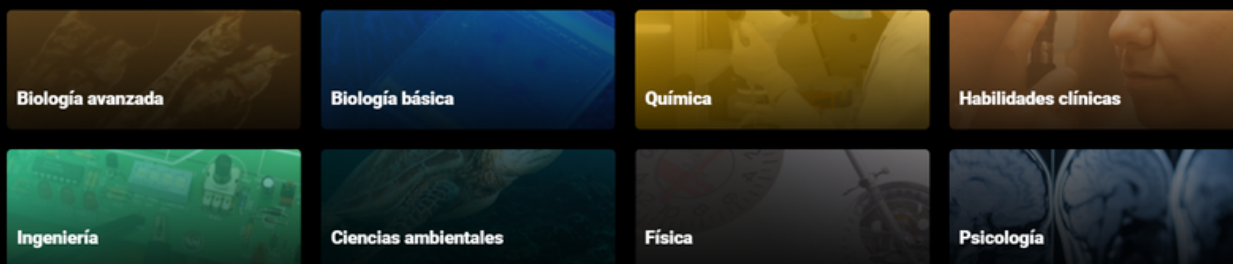 Biología avanzada
Biología básica
Química
Habilidades clínicas
Ingeniería
Ciencias ambientales
Física
Psicología